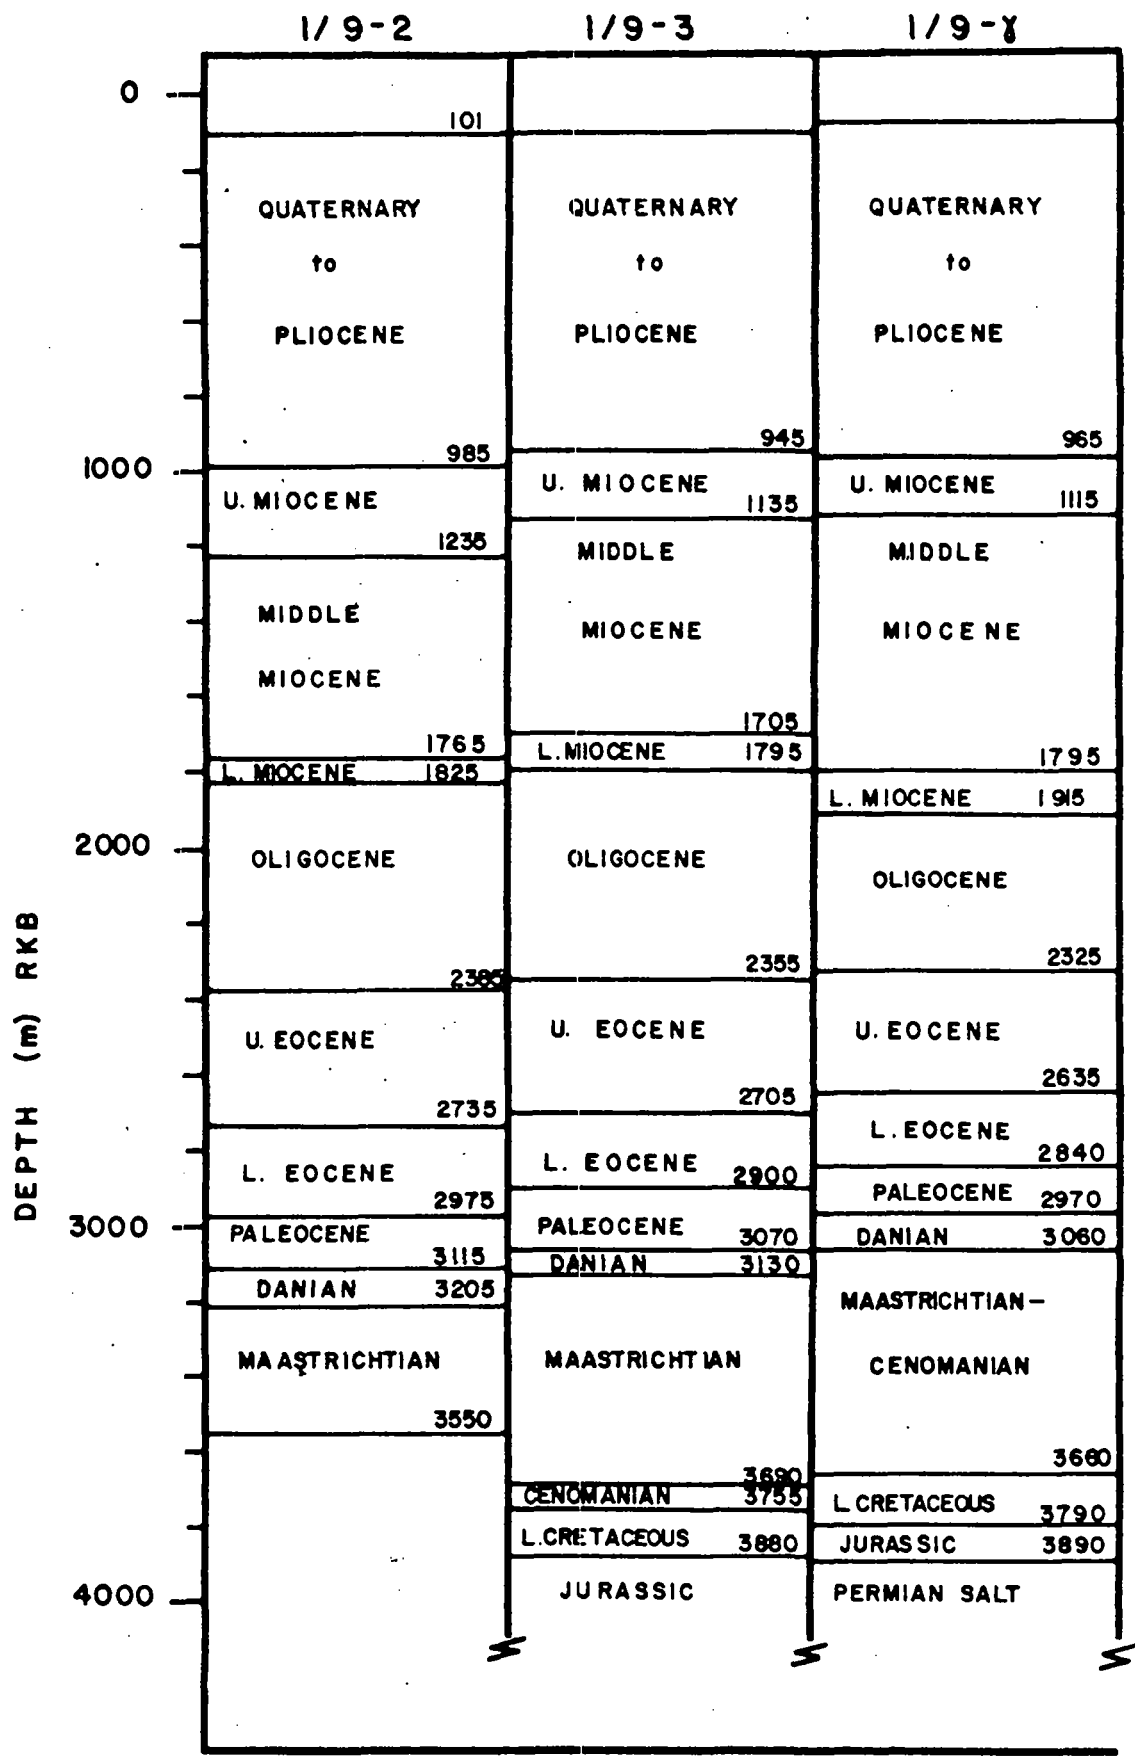 1/9-2
1/9-3
1/9-γ
DEPTH (m) RKB
0
1000
2000
3000
4000
101
QUATERNARY
to
PLIOCENE
985
U. MIOCENE
1235
MIDDLE
MIOCENE
1765
L. MIOCENE 1825
OLIGOCENE
2385
U. EOCENE
2735
L. EOCENE
2975
PALEOCENE
3115
DANIAN 3205
MAASTRICHTIAN
3550
QUATERNARY
to
PLIOCENE
945
U. MIOCENE
1135
MIDDLE
MIOCENE
1705
L. MIOCENE 1795
OLIGOCENE
2355
U. EOCENE
2705
L. EOCENE
2900
PALEOCENE
3070
DANIAN 3130
MAASTRICHTIAN
3690
CENOMANIAN 3755
L. CRETACEOUS 3880
JURASSIC
QUATERNARY
to
PLIOCENE
965
U. MIOCENE
1115
MIDDLE
MIOCENE
1795
L. MIOCENE 1915
OLIGOCENE
2325
U. EOCENE
2635
L. EOCENE
2840
PALEOCENE 2970
DANIAN 3060
MAASTRICHTIAN-
CENOMANIAN
3660
L CRETACEOUS
3790
JURASSIC 3890
PERMIAN SALT